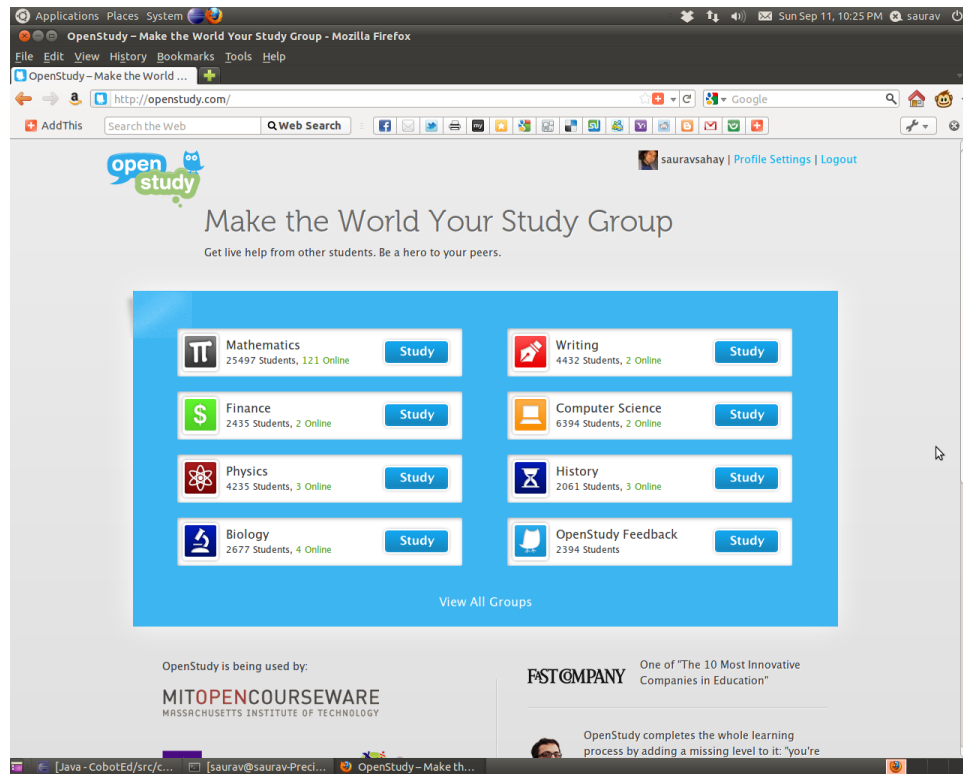 Applications Places System
Sun Sep 11, 10:25 PM saurav
OpenStudy – Make the World Your Study Group - Mozilla Firefox
File Edit View History Bookmarks Tools Help
OpenStudy – Make the World ...
http://openstudy.com/
Google
AddThis
Search the Web
Web Search
open
study
sauravsahay | Profile Settings | Logout
Make the World Your Study Group
Get live help from other students. Be a hero to your peers.
Mathematics
25497 Students, 121 Online
Study
Writing
4432 Students, 2 Online
Study
Finance
2435 Students, 2 Online
Study
Computer Science
6394 Students, 2 Online
Study
Physics
4235 Students, 3 Online
Study
History
2061 Students, 3 Online
Study
Biology
2677 Students, 4 Online
Study
OpenStudy Feedback
2394 Students
Study
View All Groups
OpenStudy is being used by:
MITOPENCOURSEWARE
MASSACHUSETTS INSTITUTE OF TECHNOLOGY
FAST COMPANY
One of "The 10 Most Innovative
Companies in Education"
OpenStudy completes the whole learning
process by adding a missing level to it: "you're
[Java - CobotEd/src/c...
[saurav@saurav-Preci...
OpenStudy – Make th...